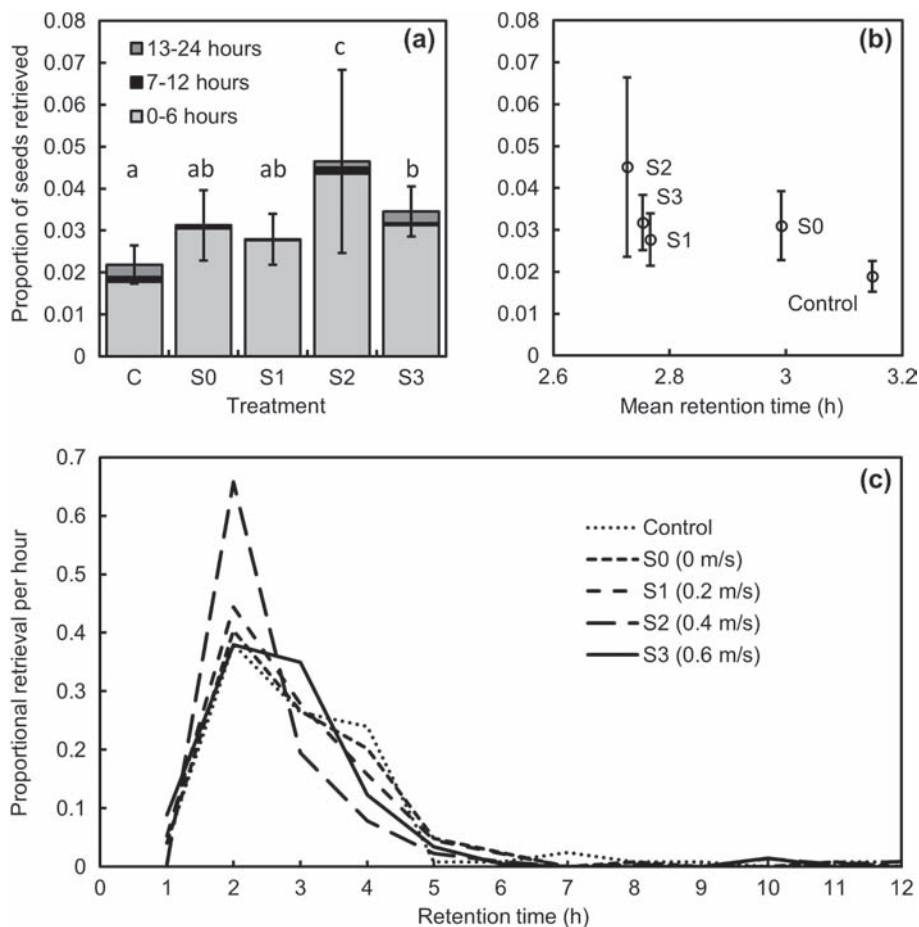 (a)
Proportion of seeds retrieved
0.08
0.07
0.06
0.05
0.04
0.03
0.02
0.01
0
13-24 hours
7-12 hours
0-6 hours
a
ab
ab
c
b
C S0 S1 S2 S3
Treatment
(b)
0.08
0.07
0.06
0.05
0.04
0.03
0.02
0.01
0
S2
S3
S1
S0
Control
2.6 2.8 3 3.2
Mean retention time (h)
(c)
Proportional retrieval per hour
0.7
0.6
0.5
0.4
0.3
0.2
0.1
0
Control
S0 (0 m/s)
S1 (0.2 m/s)
S2 (0.4 m/s)
S3 (0.6 m/s)
0 1 2 3 4 5 6 7 8 9 10 11 12
Retention time (h)